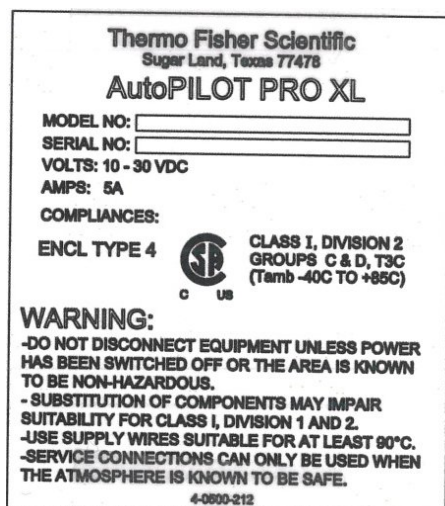 Thermo Fisher Scientific
Sugar Land, Texas 77478
AutoPILOT PRO XL
MODEL NO:
SERIAL NO:
VOLTS: 10 - 30 VDC
AMPS: 5A
COMPLIANCES:
ENCL TYPE 4
SA
C US
CLASS I, DIVISION 2
GROUPS C & D, T3C
(Tamb -40C TO +85C)
WARNING:
-DO NOT DISCONNECT EQUIPMENT UNLESS POWER
HAS BEEN SWITCHED OFF OR THE AREA IS KNOWN
TO BE NON-HAZARDOUS.
- SUBSTITUTION OF COMPONENTS MAY IMPAIR
SUITABILITY FOR CLASS I, DIVISION 1 AND 2.
-USE SUPPLY WIRES SUITABLE FOR AT LEAST 90°C.
-SERVICE CONNECTIONS CAN ONLY BE USED WHEN
THE ATMOSPHERE IS KNOWN TO BE SAFE.
4-0500-212